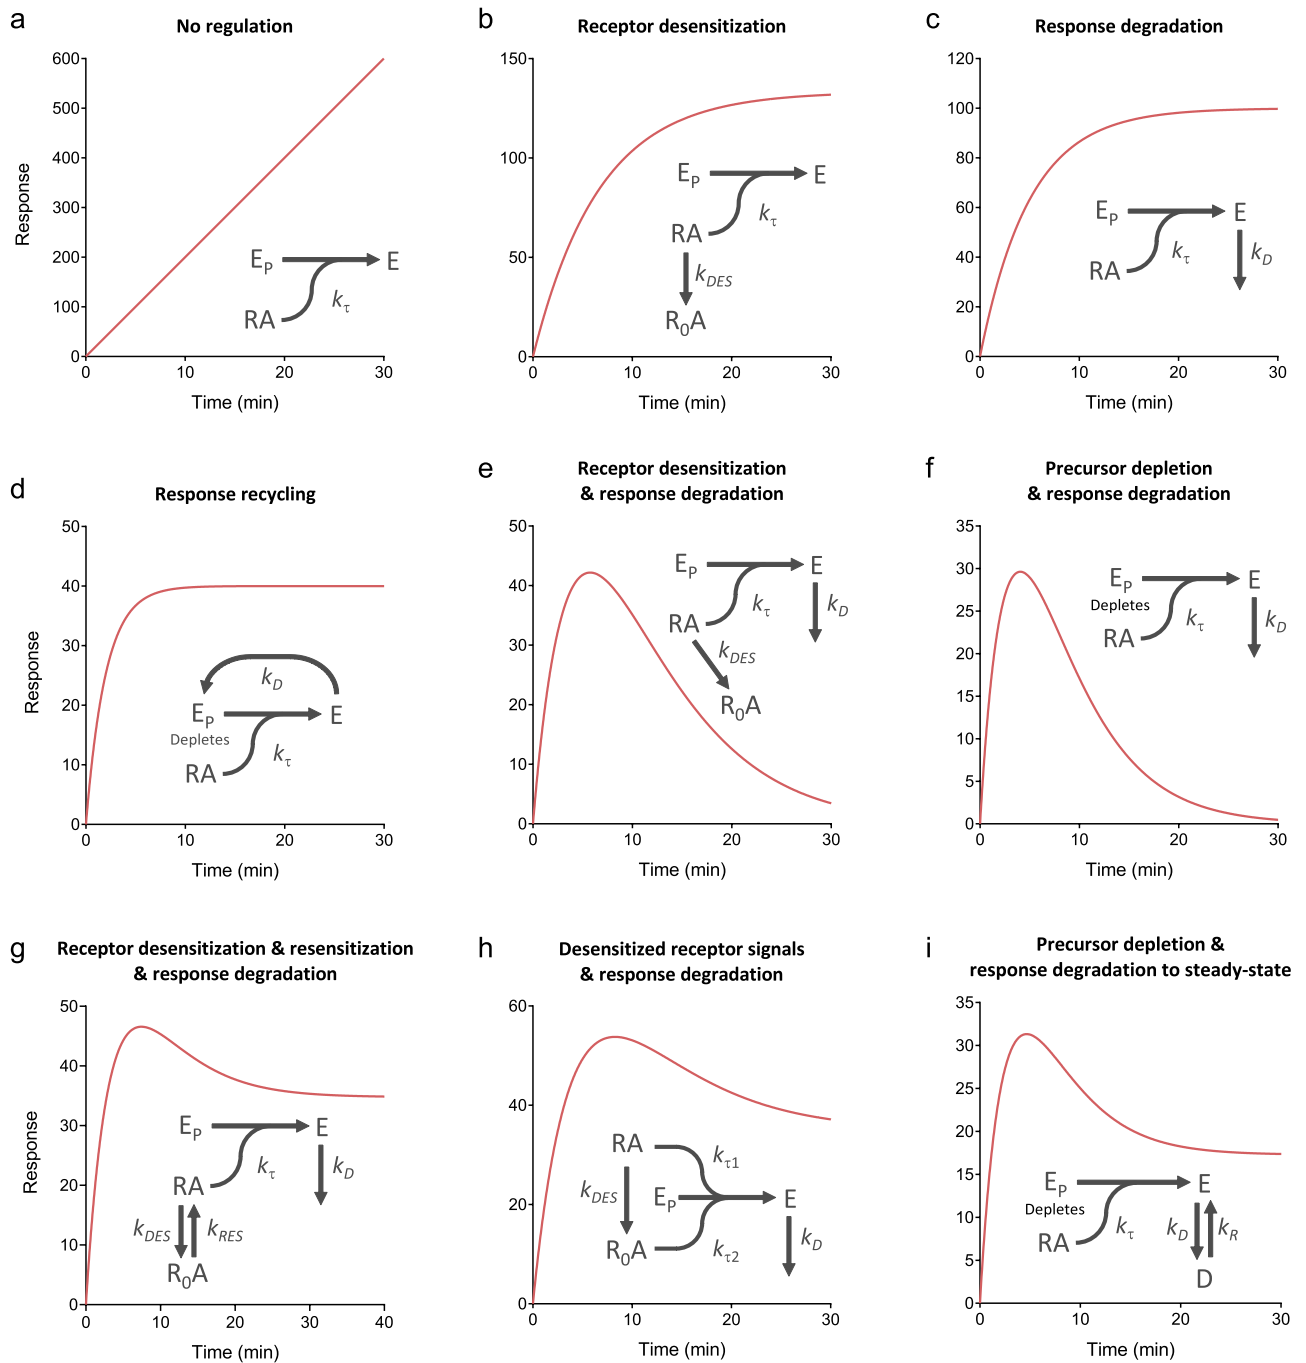 a
No regulation
600
500
400
300
200
100
0
0 10 20 30
Response
Time (min)
E_P E
RA k_τ
b
Receptor desensitization
150
100
50
0
0 10 20 30
Time (min)
E_P E
RA k_τ
k_DES
R_0A
c
Response degradation
120
100
80
60
40
20
0
0 10 20 30
Time (min)
E_P E
RA k_τ k_D
d
Response recycling
50
40
30
20
10
0
0 10 20 30
Response
Time (min)
k_D
E_P E
Depletes
RA k_τ
e
Receptor desensitization
& response degradation
50
40
30
20
10
0
0 10 20 30
Time (min)
E_P E
RA k_τ k_D
k_DES
R_0A
f
Precursor depletion
& response degradation
35
30
25
20
15
10
5
0
0 10 20 30
Time (min)
E_P E
Depletes
RA k_τ k_D
g
Receptor desensitization & resensitization
& response degradation
50
40
30
20
10
0
0 10 20 30 40
Response
Time (min)
E_P E
RA k_τ k_D
k_DES k_RES
R_0A
h
Desensitized receptor signals
& response degradation
60
40
20
0
0 10 20 30
Time (min)
RA k_τ1
k_DES E_P E
R_0A k_τ2 k_D
i
Precursor depletion &
response degradation to steady-state
35
30
25
20
15
10
5
0
0 10 20 30
Time (min)
E_P E
Depletes
RA k_τ k_D k_R
D